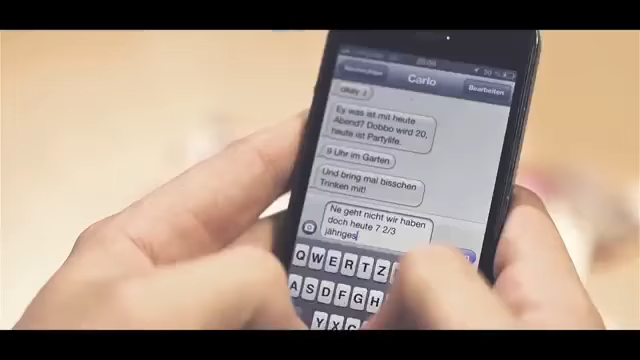 Carlo
Bearbeiten
okay :)
Ey was ist mit heute
Abend? Dobbo wird 20,
heute ist Partylife.
9 Uhr im Garten
Und bring mal bisschen
Trinken mit!
Ne geht nicht wir haben
doch heute 7 2/3
jähriges
Q W E R T Z
A S D F G H
Y X C